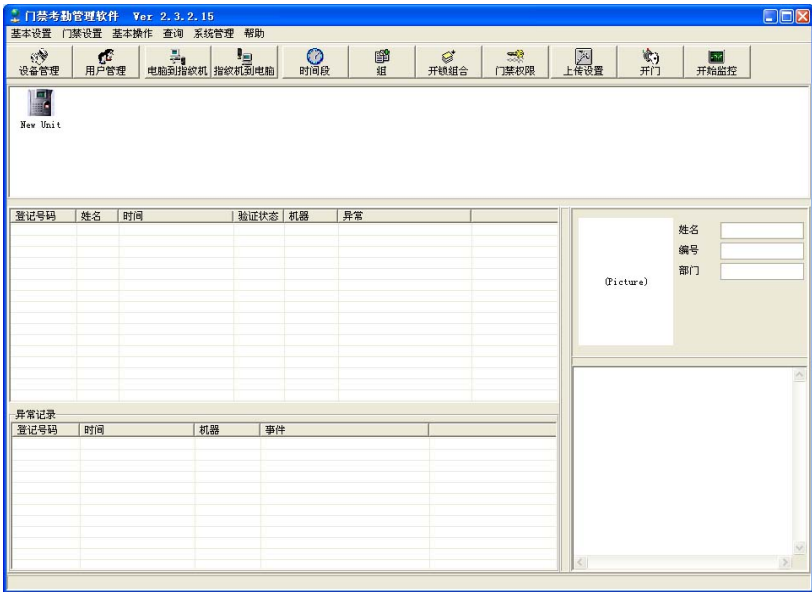 门禁考勤管理软件 Ver 2.3.2.15
基本设置 门禁设置 基本操作 查询 系统管理 帮助
设备管理 用户管理 电脑到指纹机 指纹机到电脑 时间段 组 开锁组合 门禁权限 上传设置 开门 开始监控
New Unit
登记号码 姓名 时间 验证状态 机器 异常
姓名
编号
部门
(Picture)
异常记录
登记号码 时间 机器 事件